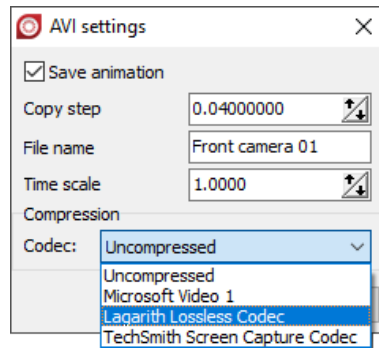 AVI settings
Save animation
Copy step 0.04000000
File name Front camera 01
Time scale 1.0000
Compression
Codec: Uncompressed
Uncompressed
Microsoft Video 1
Lagarith Lossless Codec
TechSmith Screen Capture Codec